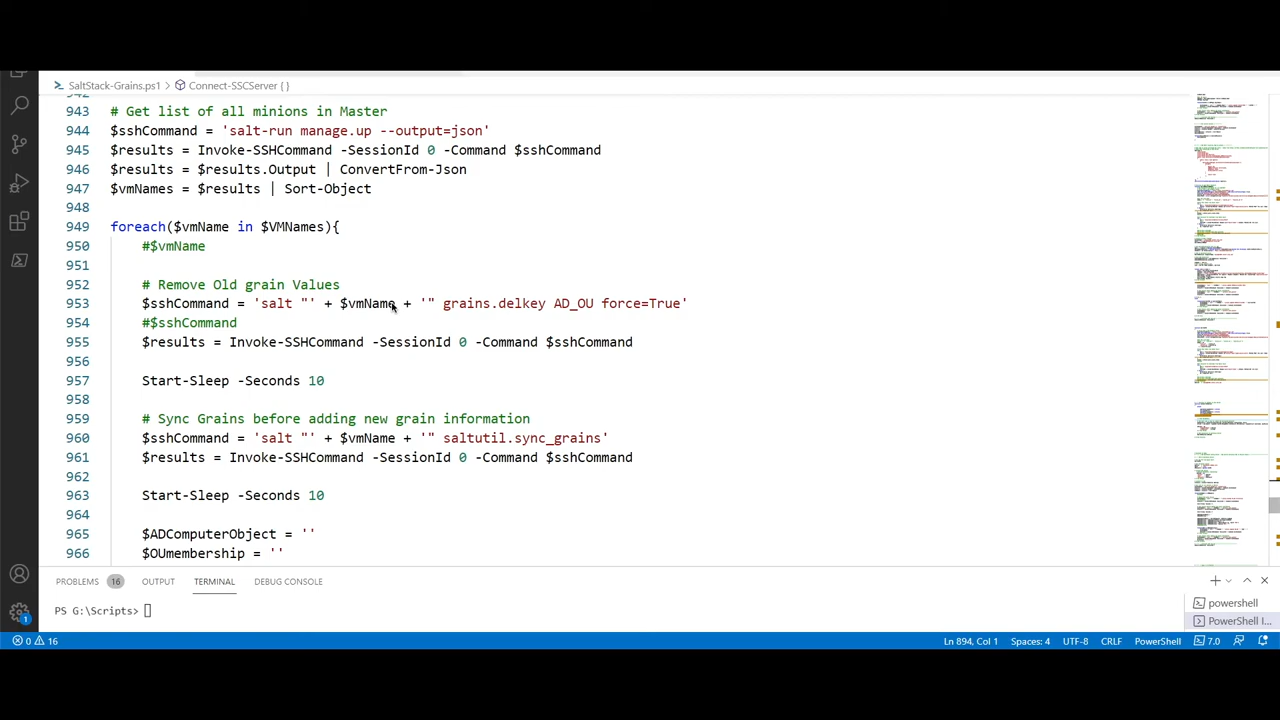 SaltStack-Grains.ps1 > Connect-SSCServer { }
942
943 # Get list of all minions in Master
944 $sshCommand = 'salt-run manage.up --output=json'
945 $results = Invoke-SSHCommand -SessionId 0 -Command $sshCommand
946 $results = $results.Output | ConvertFrom-Json
947 $vmNames = $results | Sort-Object
948
949 foreach($vmName in $VMNames){
950 #$vmName
951
952 # Remove Old grain Values
953 $sshCommand = 'salt "' + $vmName + '" grains. AD_OU force=True'
954 #$sshCommand
955 $results = Invoke-SSHCommand -SessionId 0 -Command $sshCommand
956
957 Start-Sleep -Seconds 10
958
959 # Sync Grains before adding new grain information
960 $sshCommand = 'salt "' + $vmName + '" saltutil.sync_grains'
961 $results = Invoke-SSHCommand -SessionId 0 -Command $sshCommand
962
963 Start-Sleep -Seconds 10
964
965 $ADComputerObject = ''
966 $OUmembership = ''
PROBLEMS 16 OUTPUT TERMINAL DEBUG CONSOLE
PS G:\Scripts>
powershell
PowerShell I...
1
0 16 Ln 894, Col 1 Spaces: 4 UTF-8 CRLF PowerShell 7.0